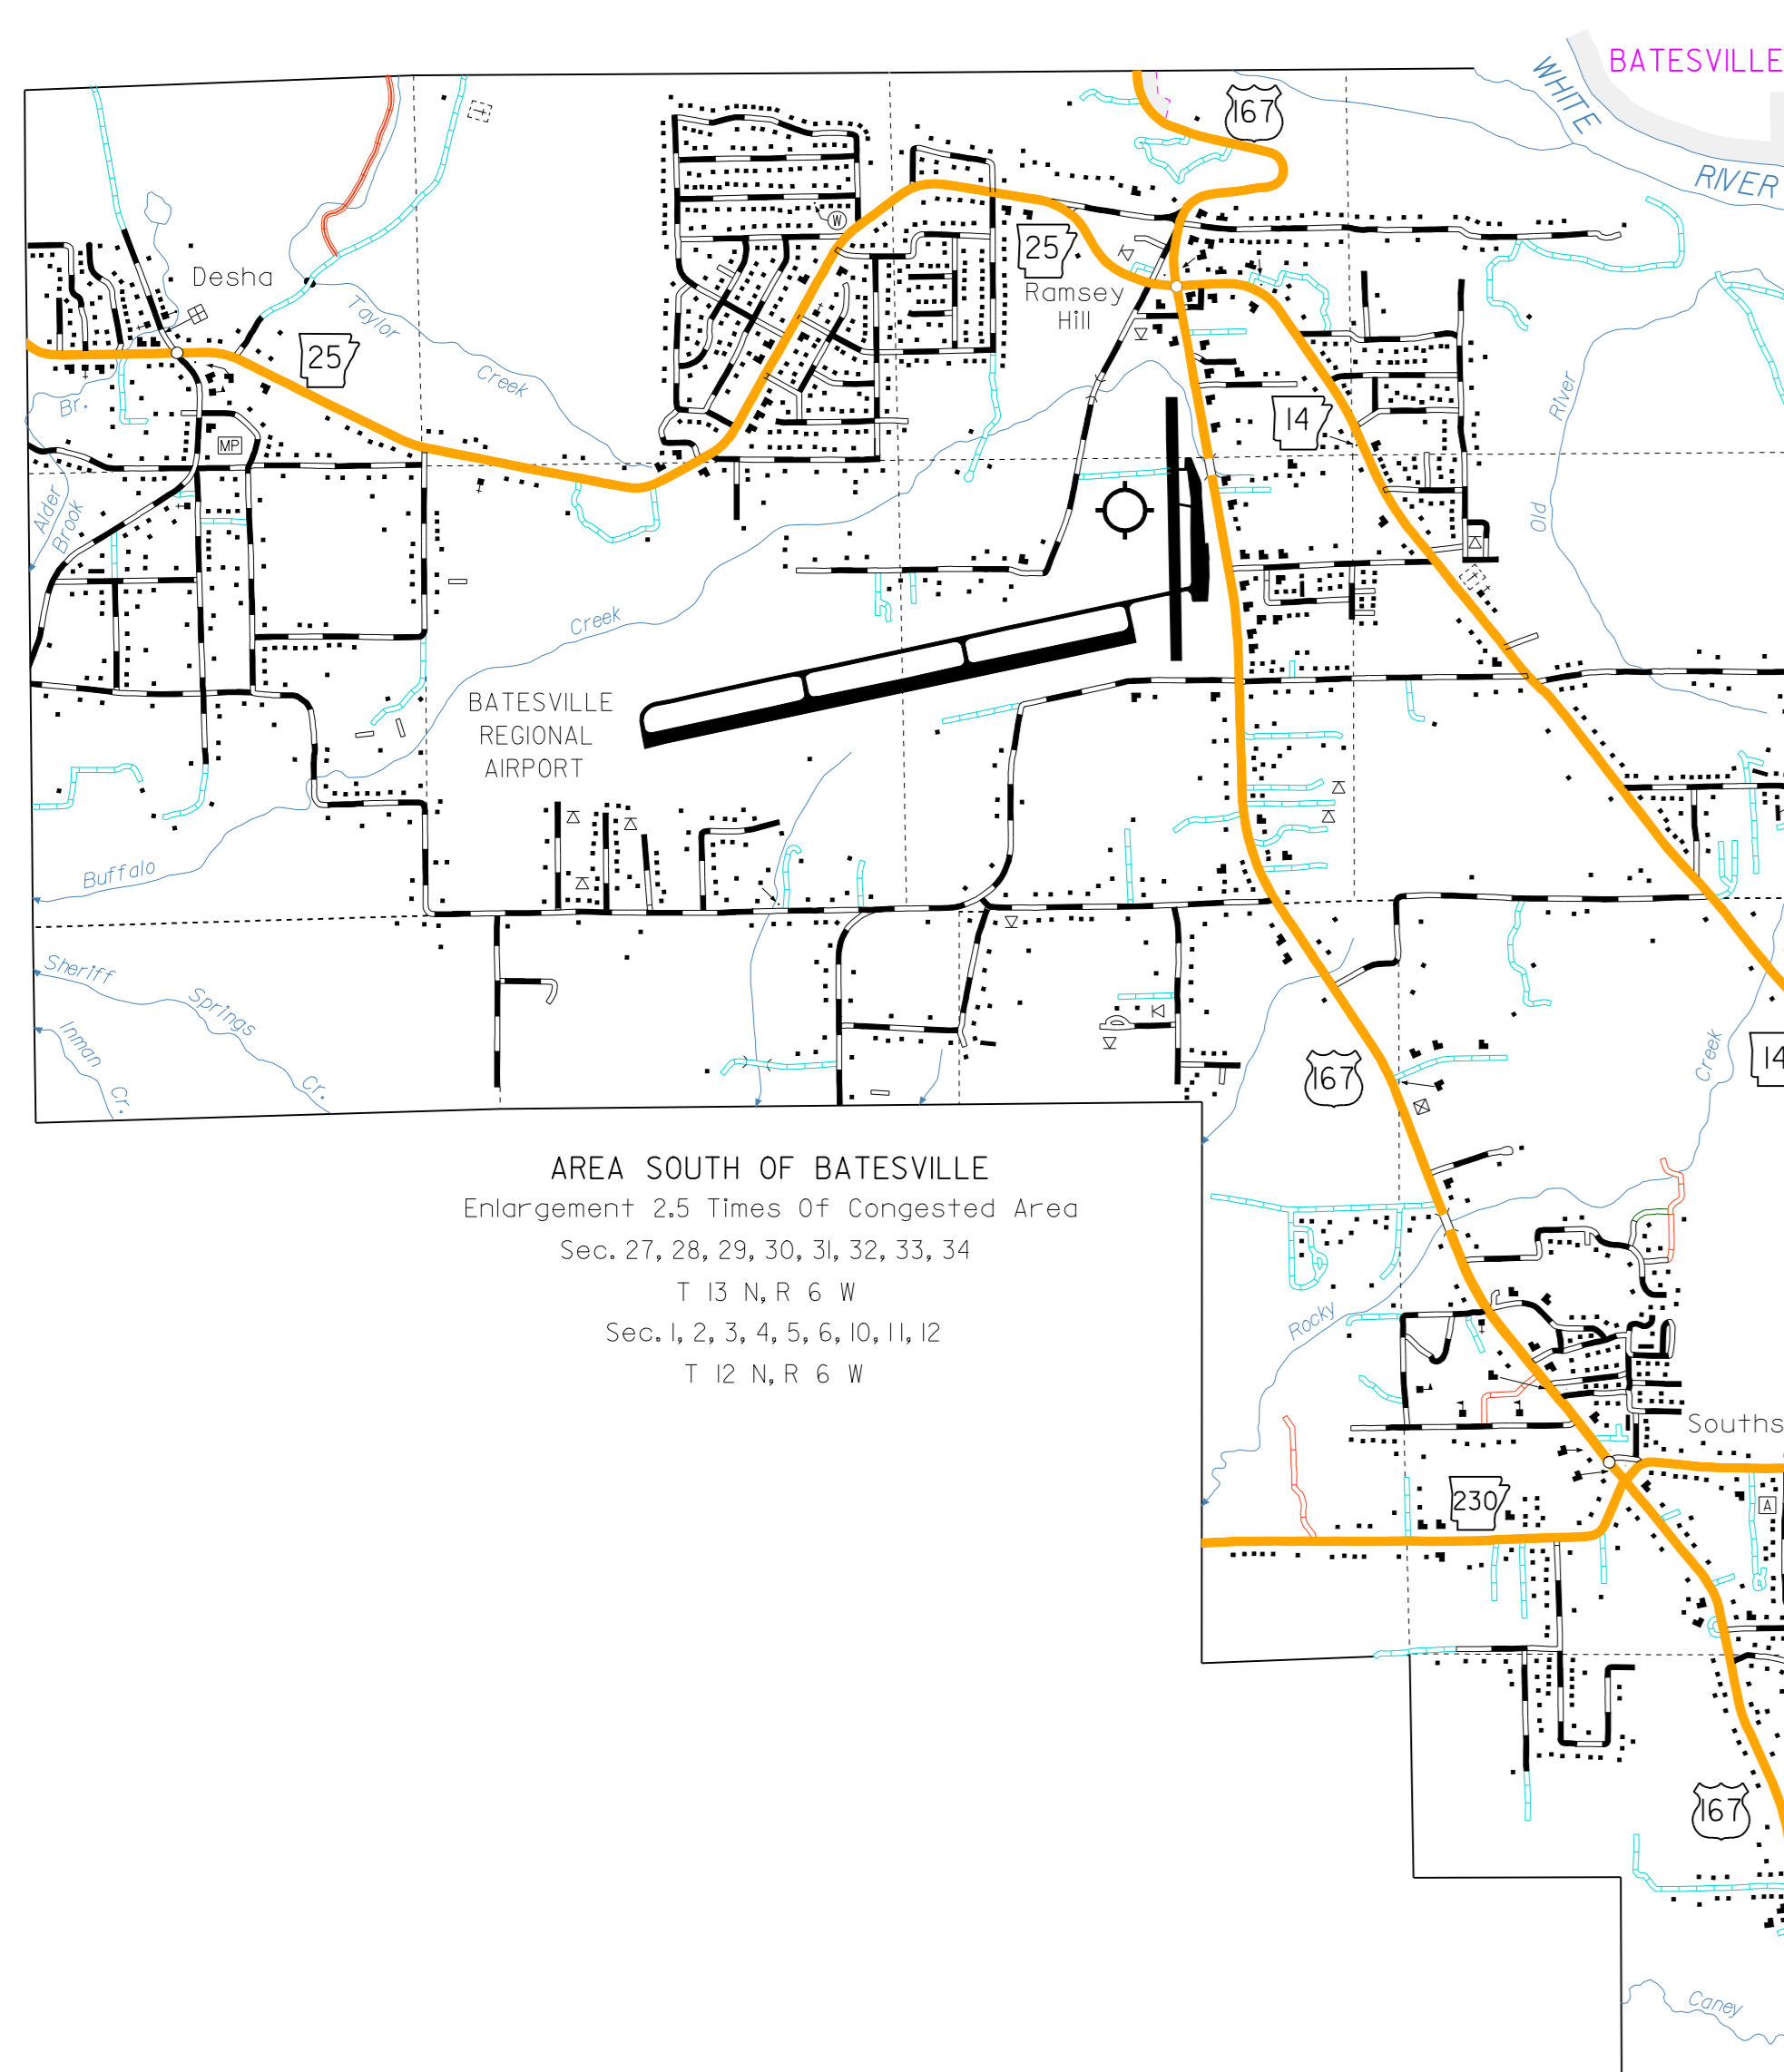 BATESVILLE
WHITE
RIVER
167
25
Ramsey
Hill
Desha
25
Taylor
Creek
W
14
River
Old
Br.
MP
Alder
Brook
Creek
BATESVILLE
REGIONAL
AIRPORT
Buffalo
Sheriff
Springs
Cr.
Inman
Cr.
167
Creek
14
AREA SOUTH OF BATESVILLE
Enlargement 2.5 Times Of Congested Area
Sec. 27, 28, 29, 30, 31, 32, 33, 34
T 13 N, R 6 W
Sec. 1, 2, 3, 4, 5, 6, 10, 11, 12
T 12 N, R 6 W
Rocky
Souths
230
A
167
Caney